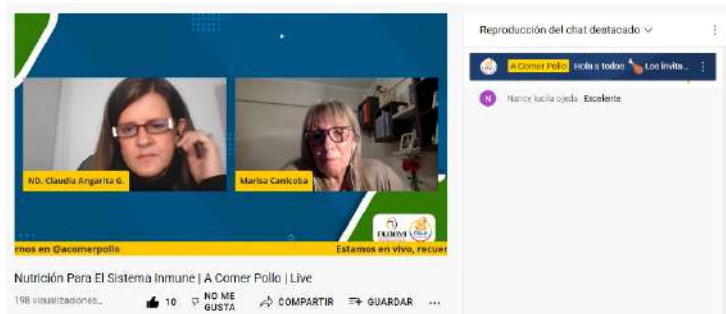 ND. Claudia Angarita G.
Marisa Canicoba
rnos en @acomerpollo
Estamos en vivo, recuer
Nutrición Para El Sistema Inmune | A Comer Pollo | Live
198 visualizaciones...
10
NO ME GUSTA
COMPARTIR
GUARDAR
...
Reproducción del chat destacado
A Comer Pollo Hola a todos Los invita...
N
Nancy lucila ojeda Excelente